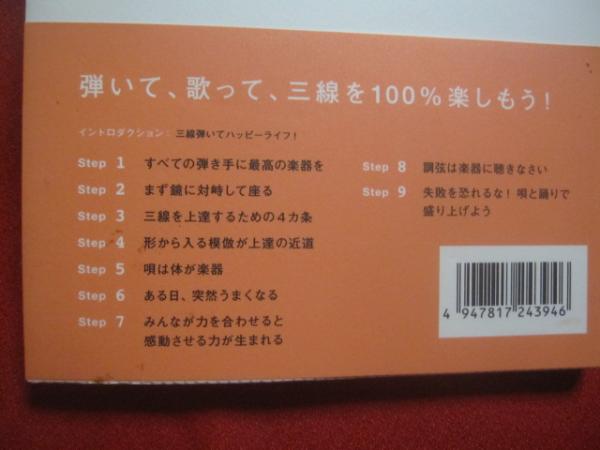 弾いて、歌って、三線を100%楽しもう!
イントロダクション:三線弾いてハッピーライフ!
Step 1 すべての弾き手に最高の楽器を
Step 2 まず鏡に対峙して座る
Step 3 三線を上達するための4カ条
Step 4 形から入る模倣が上達の近道
Step 5 唄は体が楽器
Step 6 ある日、突然うまくなる
Step 7 みんなが力を合わせると
感動させる力が生まれる
Step 8 調弦は楽器に聴きなさい
Step 9 失敗を恐れるな! 唄と踊りで
盛り上げよう
4 947817 243946